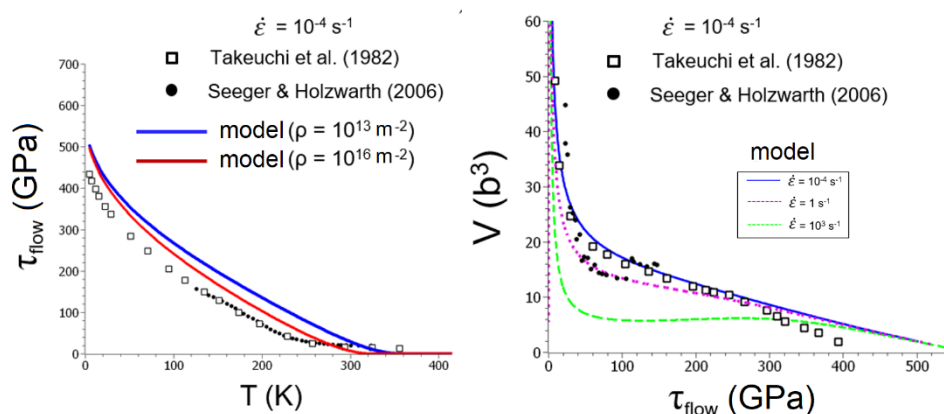 ε̇ = 10⁻⁴ s⁻¹
Takeuchi et al. (1982)
Seeger & Holzwarth (2006)
model (ρ = 10¹³ m⁻²)
model (ρ = 10¹⁶ m⁻²)
700
600
500
400
300
200
100
0
τflow (GPa)
0
100
200
300
400
T (K)
ε̇ = 10⁻⁴ s⁻¹
Takeuchi et al. (1982)
Seeger & Holzwarth (2006)
model
ε̇ = 10⁻⁴ s⁻¹
ε̇ = 1 s⁻¹
ε̇ = 10³ s⁻¹
60
50
40
30
20
10
0
V (b³)
0
100
200
300
400
500
τflow (GPa)